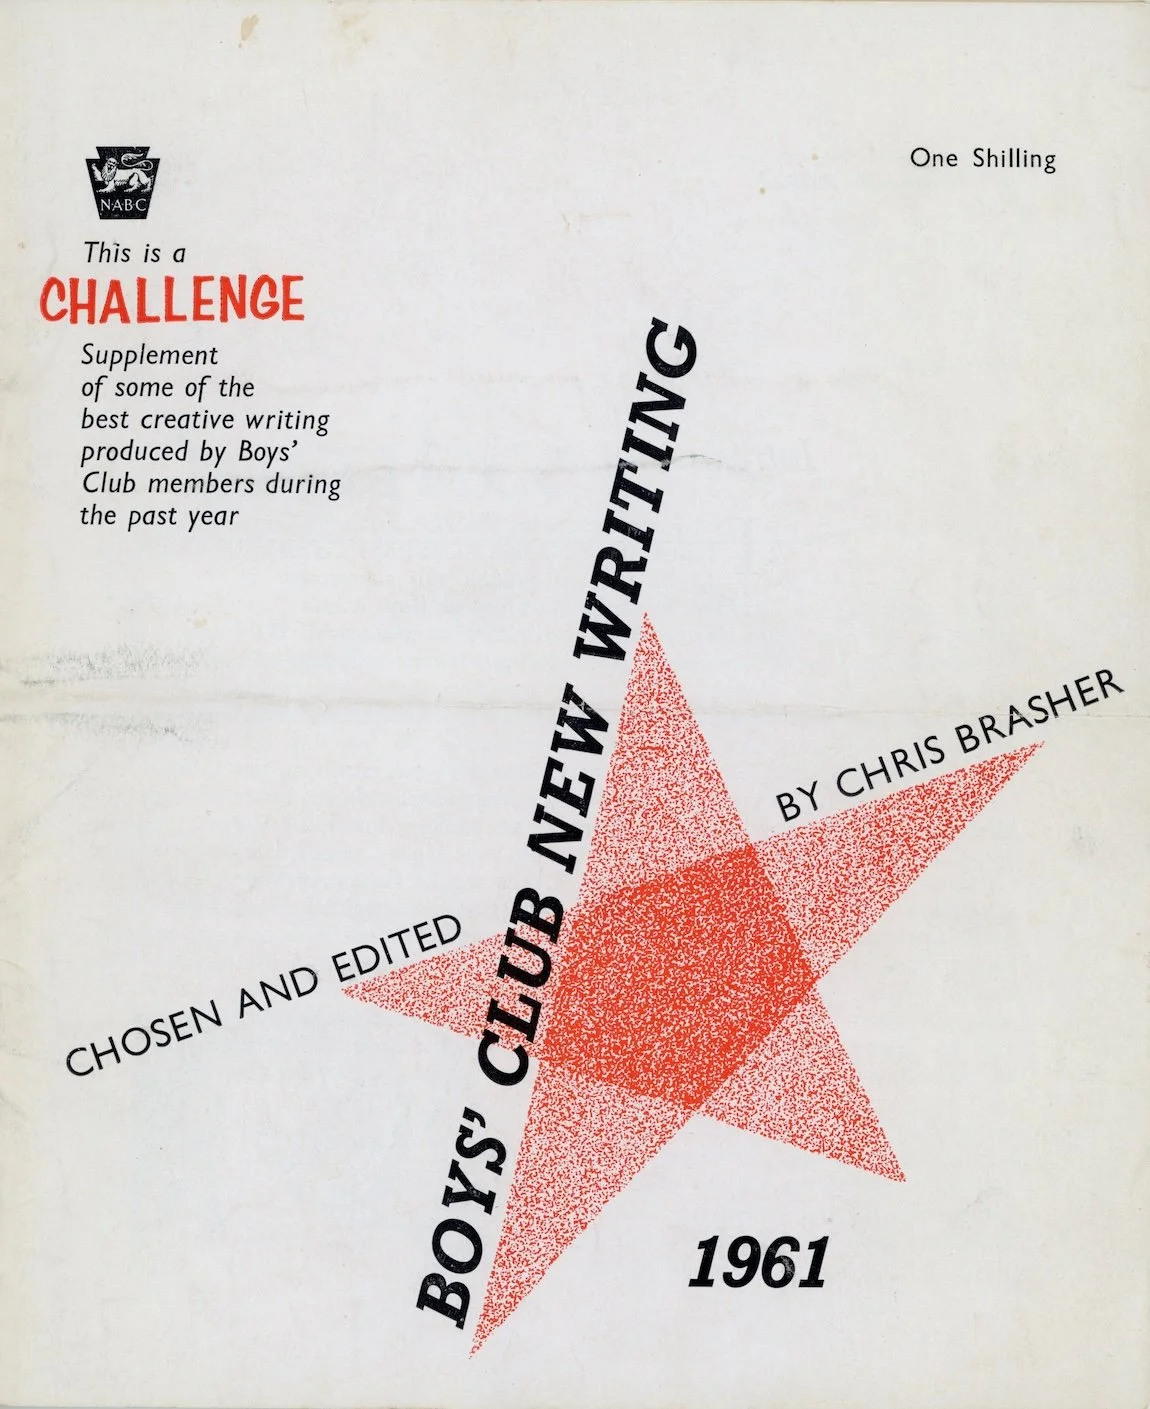 N·A·B·C
One Shilling
This is a
CHALLENGE
Supplement
of some of the
best creative writing
produced by Boys’
Club members during
the past year
BOYS’ CLUB NEW WRITING
CHOSEN AND EDITED BY CHRIS BRASHER
1961